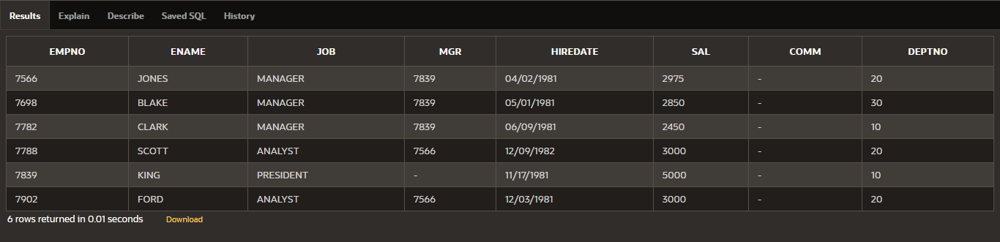 Results Explain Describe Saved SQL History
EMPNO ENAME JOB MGR HIREDATE SAL COMM DEPTNO
7566 JONES MANAGER 7839 04/02/1981 2975 - 20
7698 BLAKE MANAGER 7839 05/01/1981 2850 - 30
7782 CLARK MANAGER 7839 06/09/1981 2450 - 10
7788 SCOTT ANALYST 7566 12/09/1982 3000 - 20
7839 KING PRESIDENT - 11/17/1981 5000 - 10
7902 FORD ANALYST 7566 12/03/1981 3000 - 20
6 rows returned in 0.01 seconds Download